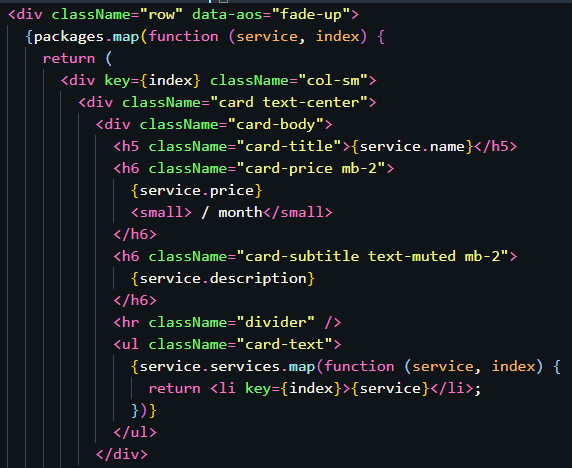 <div className="row" data-aos="fade-up">
{packages.map(function (service, index) {
return (
<div key={index} className="col-sm">
<div className="card text-center">
<div className="card-body">
<h5 className="card-title">{service.name}</h5>
<h6 className="card-price mb-2">
{service.price}
<small> / month</small>
</h6>
<h6 className="card-subtitle text-muted mb-2">
{service.description}
</h6>
<hr className="divider" />
<ul className="card-text">
{service.services.map(function (service, index) {
return <li key={index}>{service}</li>;
})}
</ul>
</div>